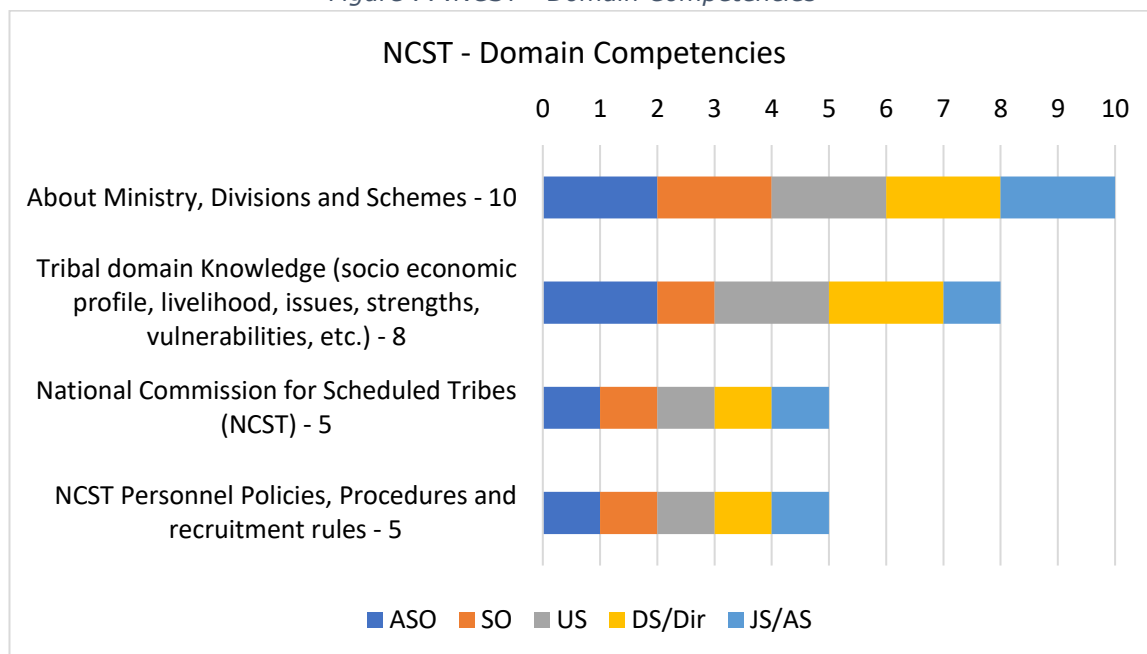 NCST - Domain Competencies
0 1 2 3 4 5 6 7 8 9 10
About Ministry, Divisions and Schemes - 10
Tribal domain Knowledge (socio economic
profile, livelihood, issues, strengths,
vulnerabilities, etc.) - 8
National Commission for Scheduled Tribes
(NCST) - 5
NCST Personnel Policies, Procedures and
recruitment rules - 5
ASO SO US DS/Dir JS/AS